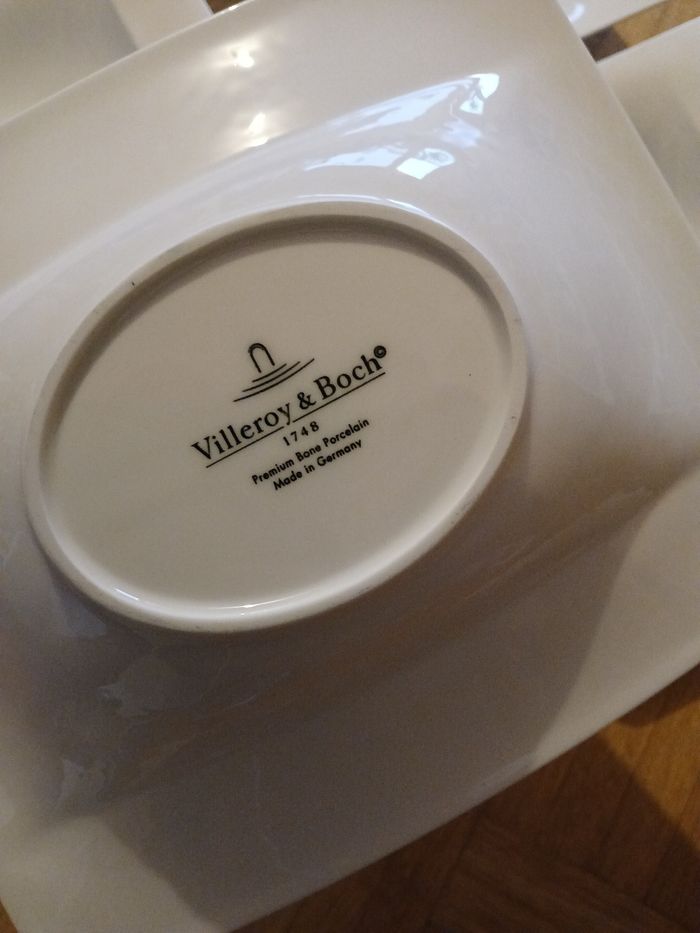 Villeroy & Boch©
1748
Premium Bone Porcelain
Made in Germany